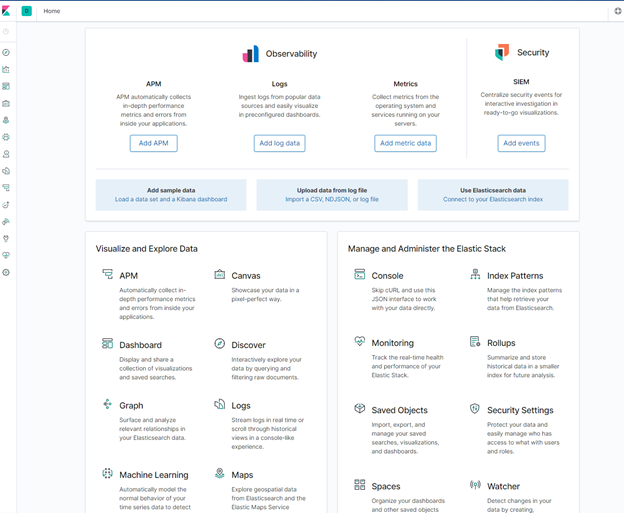 D
Home
Observability
Security
APM
APM automatically collects
in-depth performance
metrics and errors from
inside your applications.
Add APM
Logs
Ingest logs from popular data
sources and easily visualize
in preconfigured dashboards.
Add log data
Metrics
Collect metrics from the
operating system and
services running on your
servers.
Add metric data
SIEM
Centralize security events for
interactive investigation in
ready-to-go visualizations.
Add events
Add sample data
Load a data set and a Kibana dashboard
Upload data from log file
Import a CSV, NDJSON, or log file
Use Elasticsearch data
Connect to your Elasticsearch index
Visualize and Explore Data
APM
Automatically collect in-
depth performance metrics
and errors from inside your
applications.
Canvas
Showcase your data in a
pixel-perfect way.
Dashboard
Display and share a
collection of visualizations
and saved searches.
Discover
Interactively explore your
data by querying and
filtering raw documents.
Graph
Surface and analyze
relevant relationships in
your Elasticsearch data.
Logs
Stream logs in real time or
scroll through historical
views in a console-like
experience.
Machine Learning
Automatically model the
normal behavior of your
time series data to detect
Maps
Explore geospatial data
from Elasticsearch and the
Elastic Maps Service
Manage and Administer the Elastic Stack
Console
Skip cURL and use this
JSON interface to work
with your data directly.
Index Patterns
Manage the index patterns
that help retrieve your
data from Elasticsearch.
Monitoring
Track the real-time health
and performance of your
Elastic Stack.
Rollups
Summarize and store
historical data in a smaller
index for future analysis.
Saved Objects
Import, export, and
manage your saved
searches, visualizations,
and dashboards.
Security Settings
Protect your data and
easily manage who has
access to what with users
and roles.
Spaces
Organize your dashboards
and other saved objects
Watcher
Detect changes in your
data by creating,